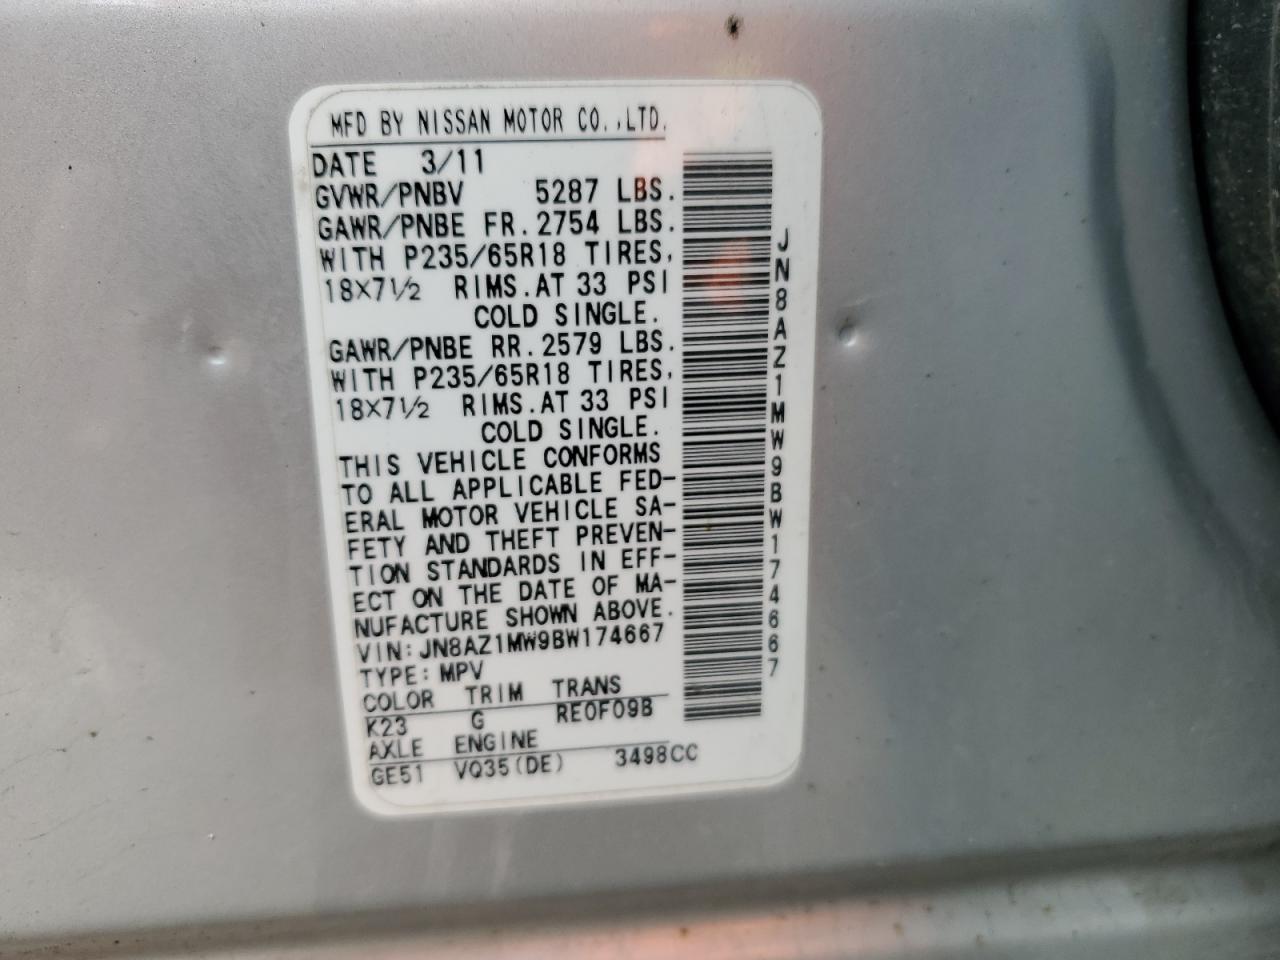 MFD BY NISSAN MOTOR CO.,LTD.
DATE 3/11
GVWR/PNBV 5287 LBS.
GAWR/PNBE FR. 2754 LBS.
WITH P235/65R18 TIRES,
18×7½ RIMS. AT 33 PSI
COLD SINGLE.
GAWR/PNBE RR. 2579 LBS.
WITH P235/65R18 TIRES,
18×7½ RIMS. AT 33 PSI
COLD SINGLE.
THIS VEHICLE CONFORMS
TO ALL APPLICABLE FED-
ERAL MOTOR VEHICLE SA-
FETY AND THEFT PREVEN-
TION STANDARDS IN EFF-
ECT ON THE DATE OF MA-
NUFACTURE SHOWN ABOVE.
VIN: JN8AZ1MW9BW174667
TYPE: MPV
COLOR TRIM TRANS
K23 G RE0F09B
AXLE ENGINE
GE51 VQ35(DE) 3498CC
JN8AZ1MW9BW174667